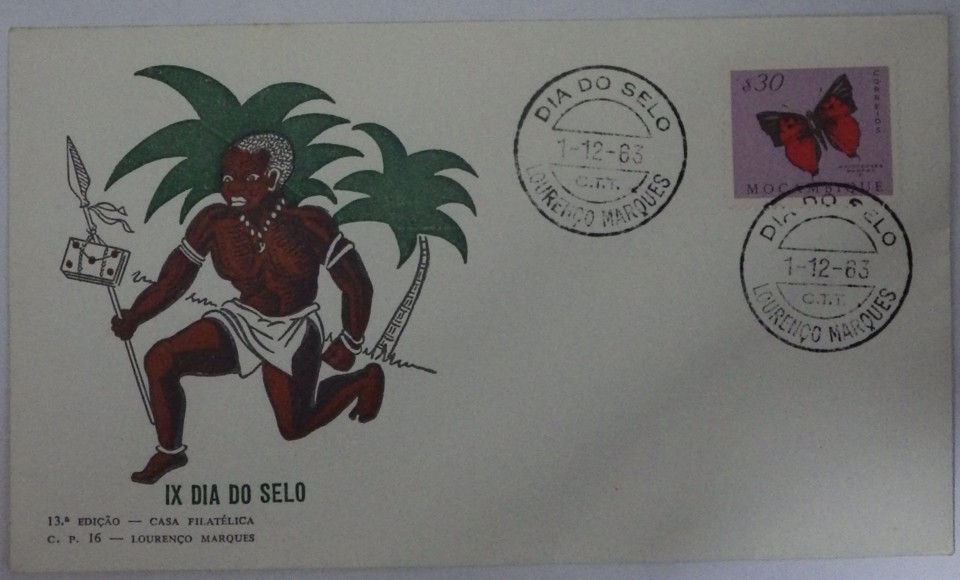 DIA DO SELO
1-12-63
C.T.T.
LOURENÇO MARQUES
$30
CORREIOS
MOÇAMBIQUE
DIA DO SELO
1-12-63
C.T.T.
LOURENÇO MARQUES
IX DIA DO SELO
13.ª EDIÇÃO — CASA FILATÉLICA
C. P. 16 — LOURENÇO MARQUES